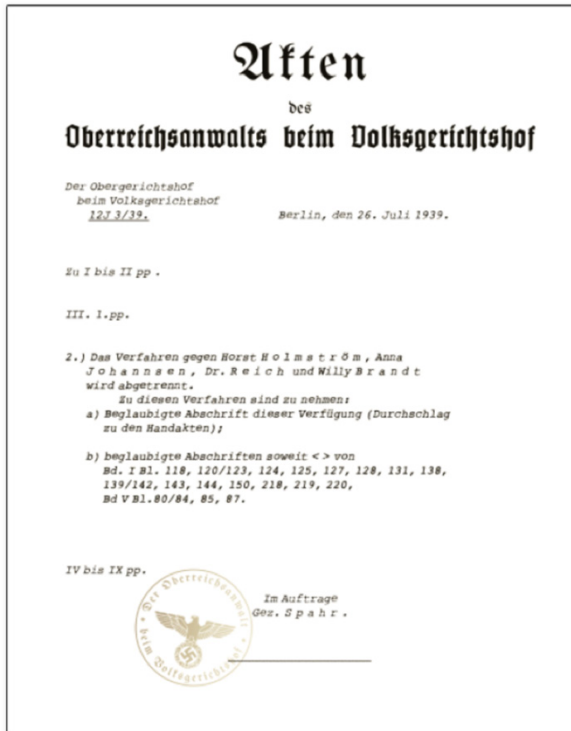 Akten
des
Oberreichsanwalts beim Volksgerichtshof
Der Obergerichtshof
beim Volksgerichtshof
12J 3/39.
Berlin, den 26. Juli 1939.
Zu I bis II pp .
III. 1.pp.
2.) Das Verfahren gegen Horst H o l m s t r ö m , Anna
J o h a n n s e n , Dr. R e i c h und Willy B r a n d t
wird abgetrennt.
Zu diesen Verfahren sind zu nehmen:
a) Beglaubigte Abschrift dieser Verfügung (Durchschlag
zu den Handakten);
b) beglaubigte Abschriften soweit < > von
Bd. I Bl. 118, 120/123, 124, 125, 127, 128, 131, 138,
139/142, 143, 144, 150, 218, 219, 220,
Bd V Bl.80/84, 85, 87.
IV bis IX pp.
Im Auftrage
Gez. S p a h r .
Der Oberreichsanwalt
beim Volksgerichtshof